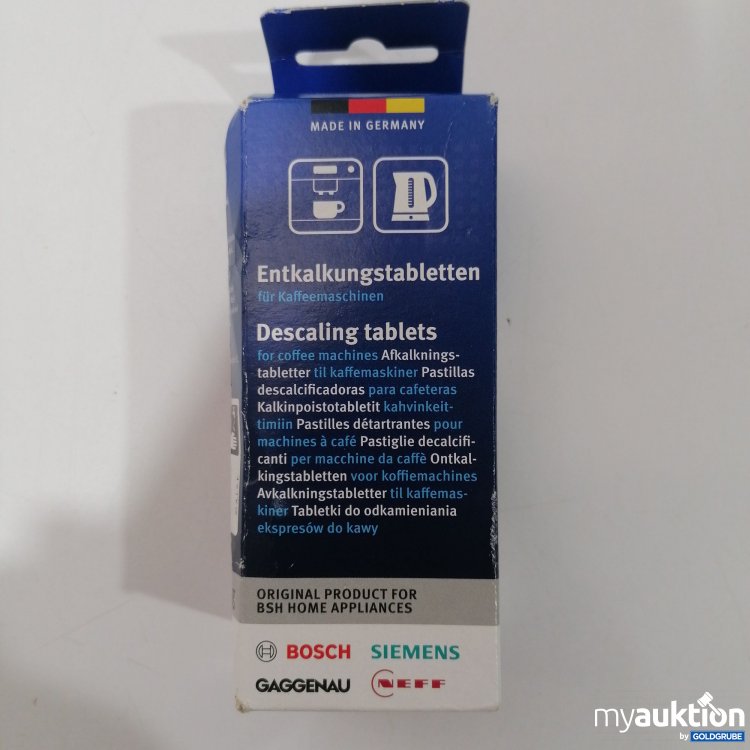 MADE IN GERMANY
Entkalkungstabletten
für Kaffeemaschinen
Descaling tablets
for coffee machines Afkalknings-
tabletter til kaffemaskiner Pastillas
descalcificadoras para cafeteras
Kalkinpoistotabletit kahvinkeit-
timiin Pastilles détartrantes pour
machines à café Pastiglie decalcifi-
canti per macchine da caffè Ontkal-
kingstabletten voor koffiemachines
Avkalkningstabletter til kaffemas-
kiner Tabletki do odkamieniania
ekspresów do kawy
ORIGINAL PRODUCT FOR
BSH HOME APPLIANCES
BOSCH SIEMENS
GAGGENAU NEFF
myauktion
by GOLDGRUBE